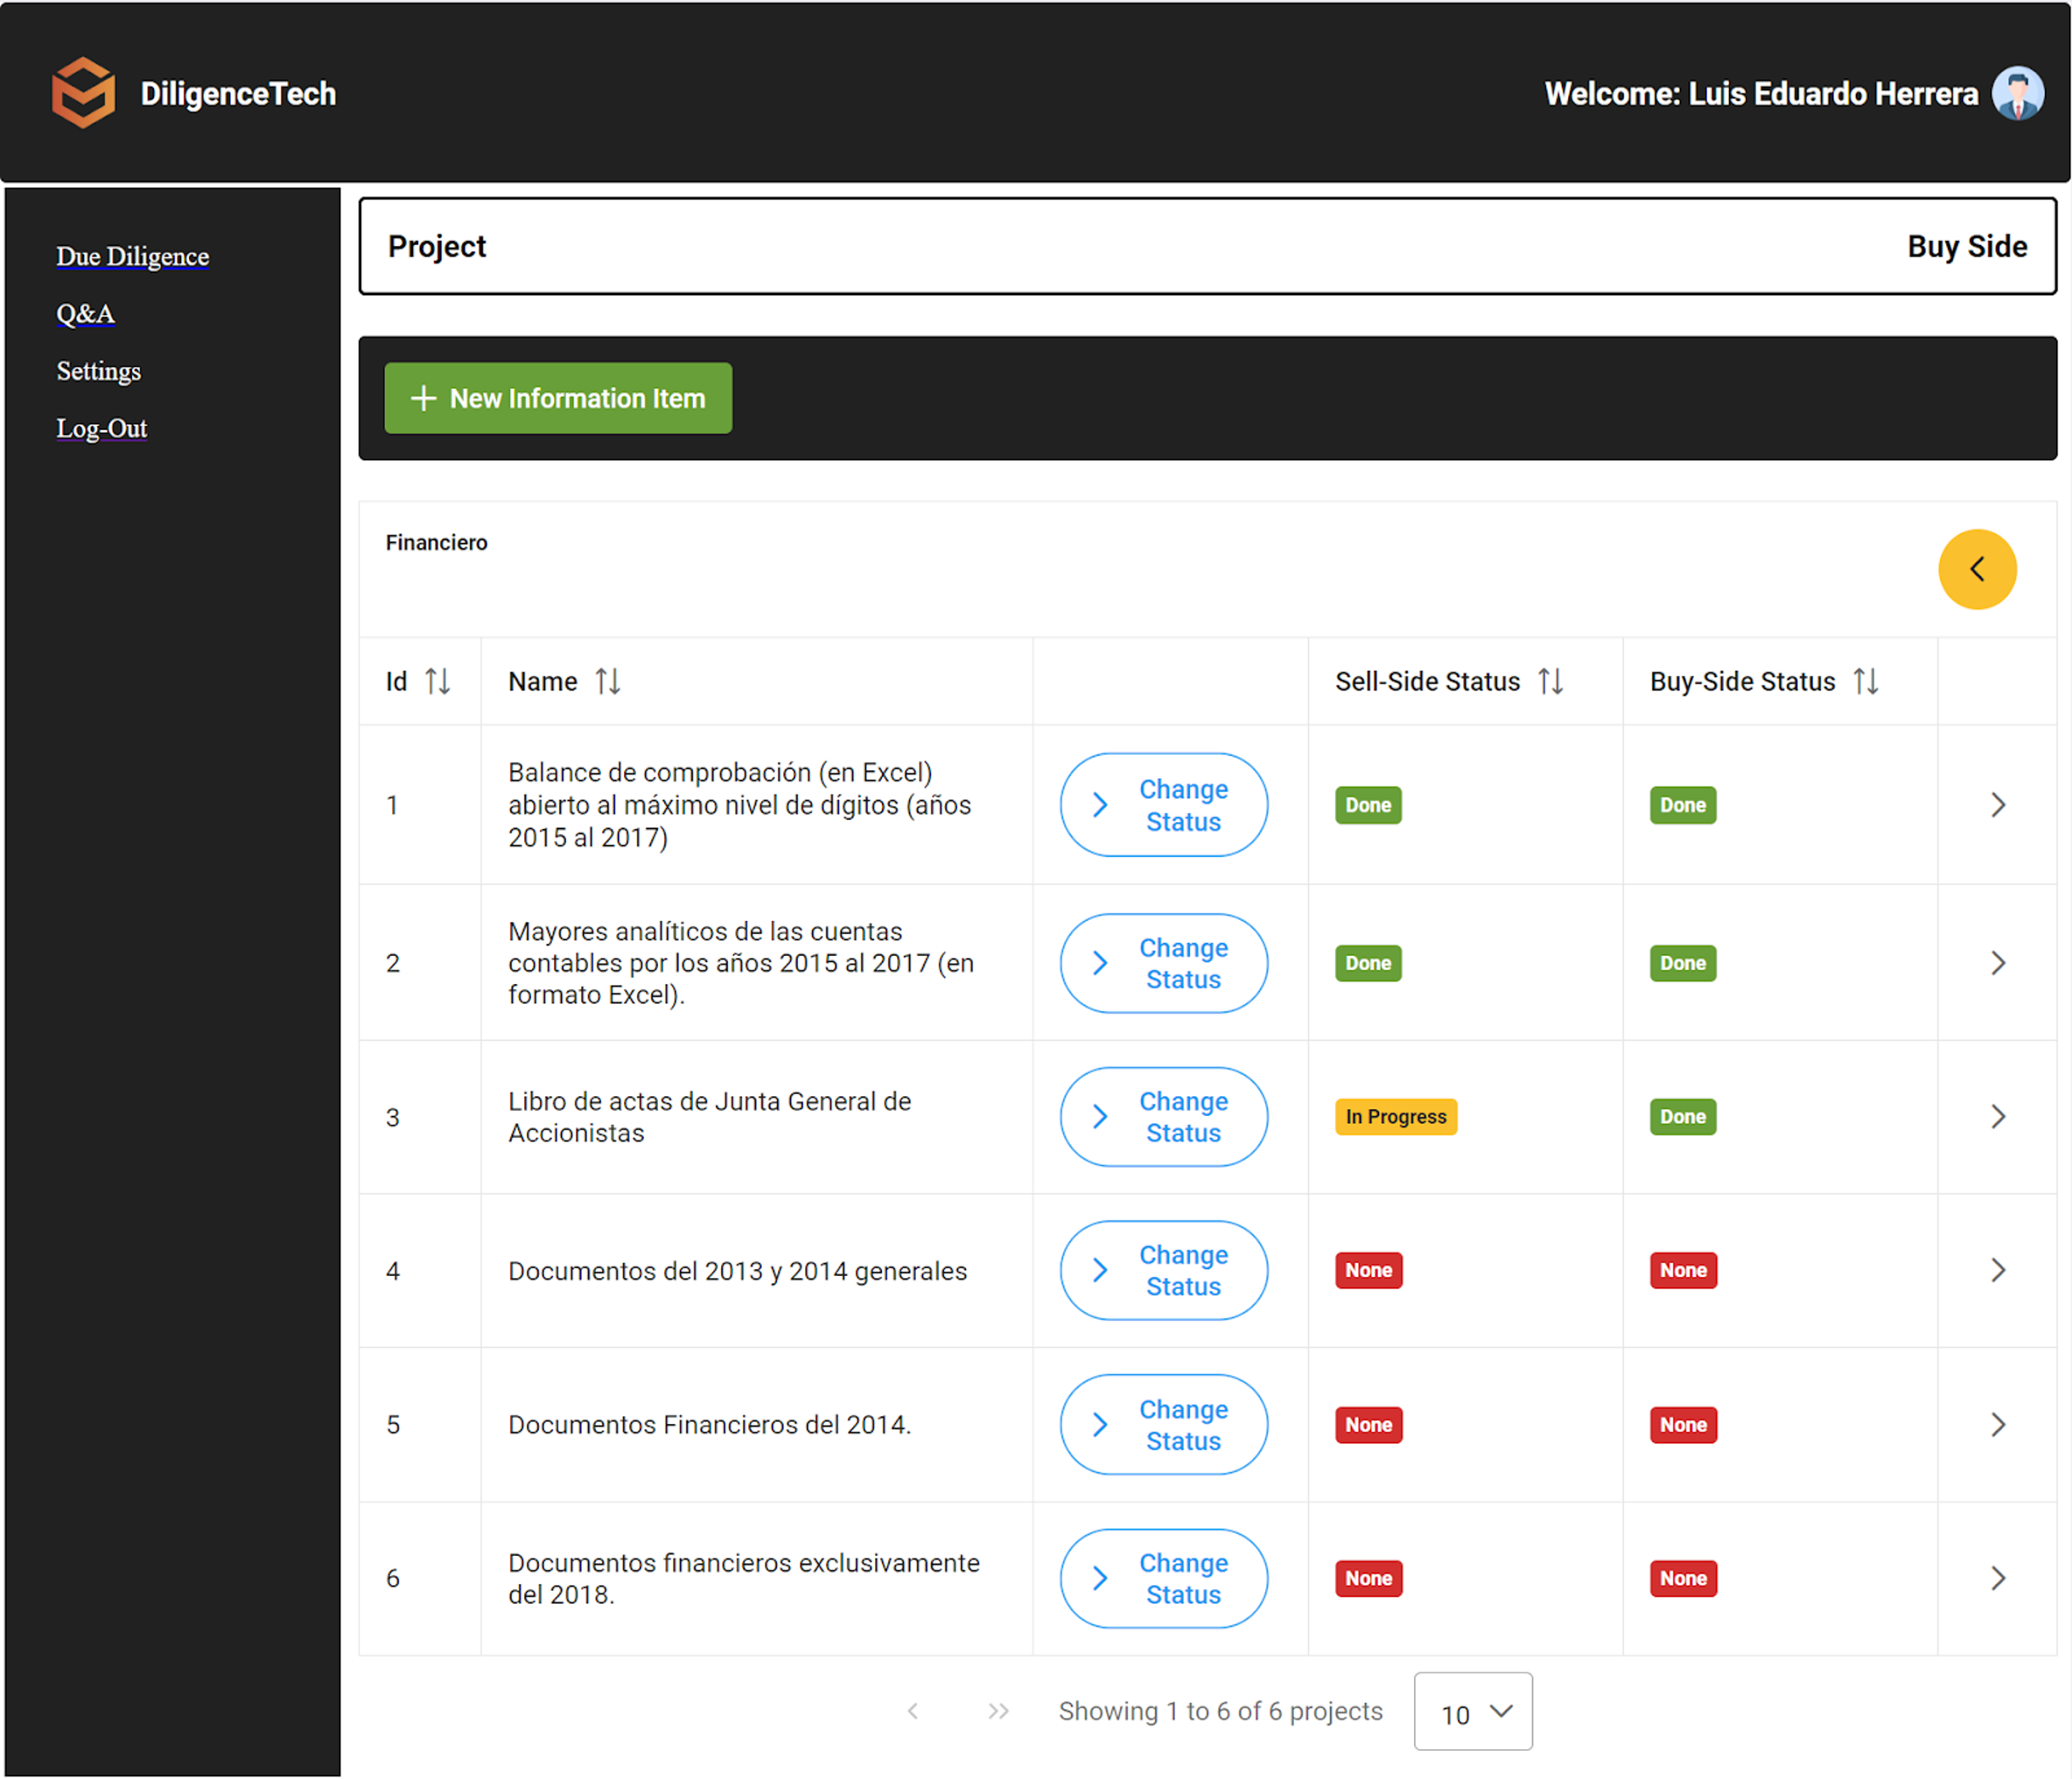 DiligenceTech
Welcome: Luis Eduardo Herrera
Due Diligence
Q&A
Settings
Log-Out
Project
Buy Side
New Information Item
Financiero
Id
Name
Sell-Side Status
Buy-Side Status
1
Balance de comprobación (en Excel)
abierto al máximo nivel de dígitos (años
2015 al 2017)
Change
Status
Done
Done
2
Mayores analíticos de las cuentas
contables por los años 2015 al 2017 (en
formato Excel).
Change
Status
Done
Done
3
Libro de actas de Junta General de
Accionistas
Change
Status
In Progress
Done
4
Documentos del 2013 y 2014 generales
Change
Status
None
None
5
Documentos Financieros del 2014.
Change
Status
None
None
6
Documentos financieros exclusivamente
del 2018.
Change
Status
None
None
Showing 1 to 6 of 6 projects
10